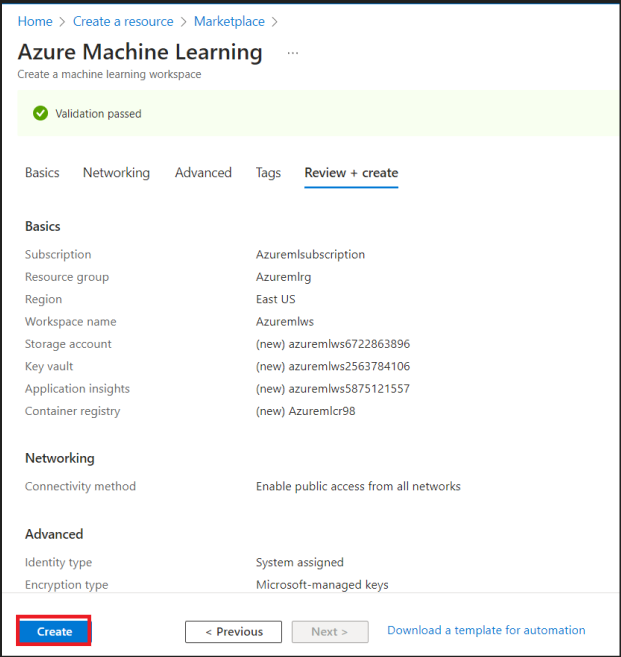 Home > Create a resource > Marketplace >
Azure Machine Learning ...
Create a machine learning workspace
Validation passed
Basics Networking Advanced Tags Review + create
Basics
Subscription Azuremlsubscription
Resource group Azuremlrg
Region East US
Workspace name Azuremlws
Storage account (new) azuremlws6722863896
Key vault (new) azuremlws2563784106
Application insights (new) azuremlws5875121557
Container registry (new) Azuremlcr98
Networking
Connectivity method Enable public access from all networks
Advanced
Identity type System assigned
Encryption type Microsoft-managed keys
Create < Previous Next > Download a template for automation